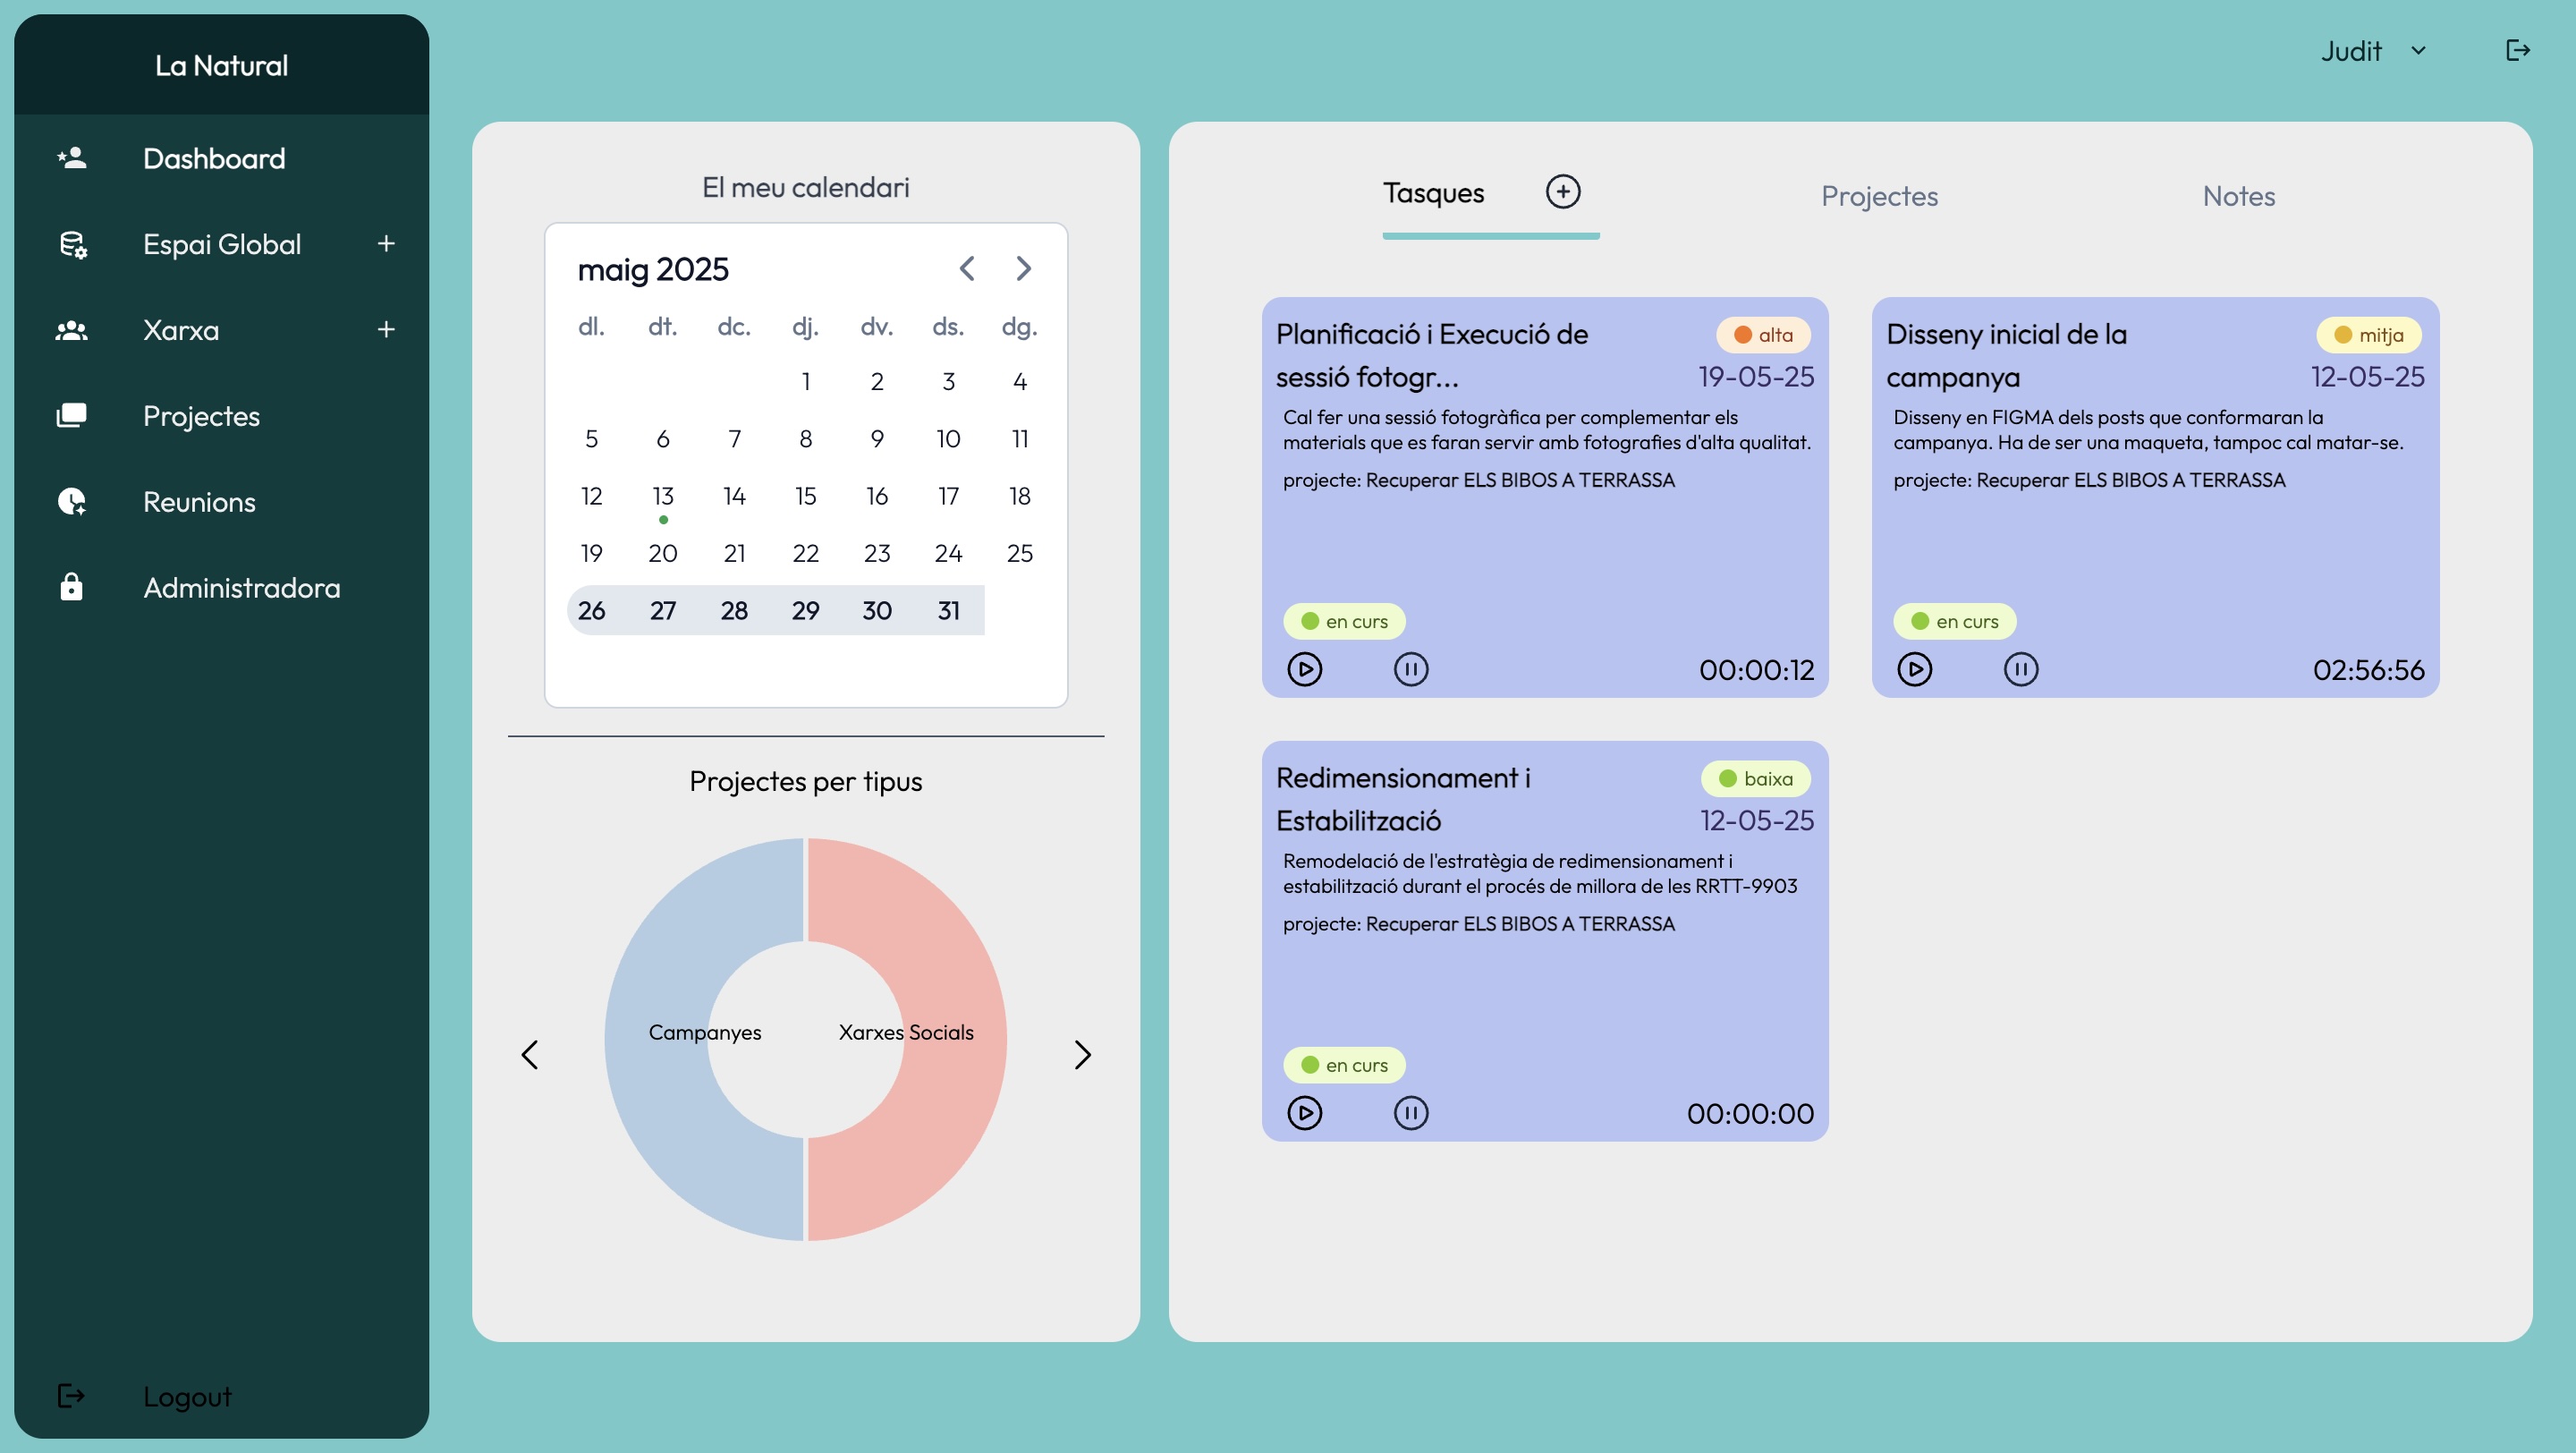 La Natural
Dashboard
Espai Global
Xarxa
Projectes
Reunions
Administradora
Logout
Judit
El meu calendari
maig 2025
dl. dt. dc. dj. dv. ds. dg.
1 2 3 4
5 6 7 8 9 10 11
12 13 14 15 16 17 18
19 20 21 22 23 24 25
26 27 28 29 30 31
Projectes per tipus
Campanyes Xarxes Socials
Tasques Projectes Notes
Planificació i Execució de
sessió fotogr...
alta
19-05-25
Cal fer una sessió fotogràfica per complementar els
materials que es faran servir amb fotografies d'alta qualitat.
projecte: Recuperar ELS BIBOS A TERRASSA
en curs
00:00:12
Disseny inicial de la
campanya
mitja
12-05-25
Disseny en FIGMA dels posts que conformaran la
campanya. Ha de ser una maqueta, tampoc cal matar-se.
projecte: Recuperar ELS BIBOS A TERRASSA
en curs
02:56:56
Redimensionament i
Estabilització
baixa
12-05-25
Remodelació de l'estratègia de redimensionament i
estabilització durant el procés de millora de les RRTT-9903
projecte: Recuperar ELS BIBOS A TERRASSA
en curs
00:00:00